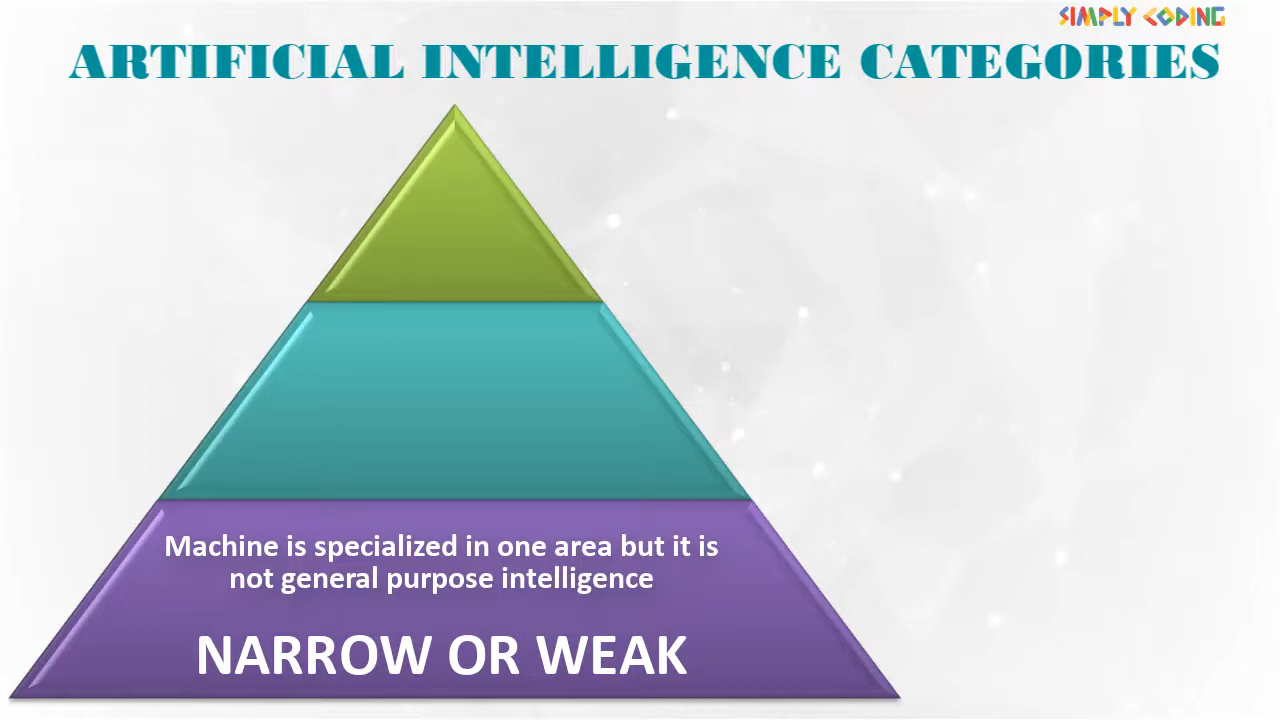 SIMPLY CODING
ARTIFICIAL INTELLIGENCE CATEGORIES
Machine is specialized in one area but it is
not general purpose intelligence
NARROW OR WEAK